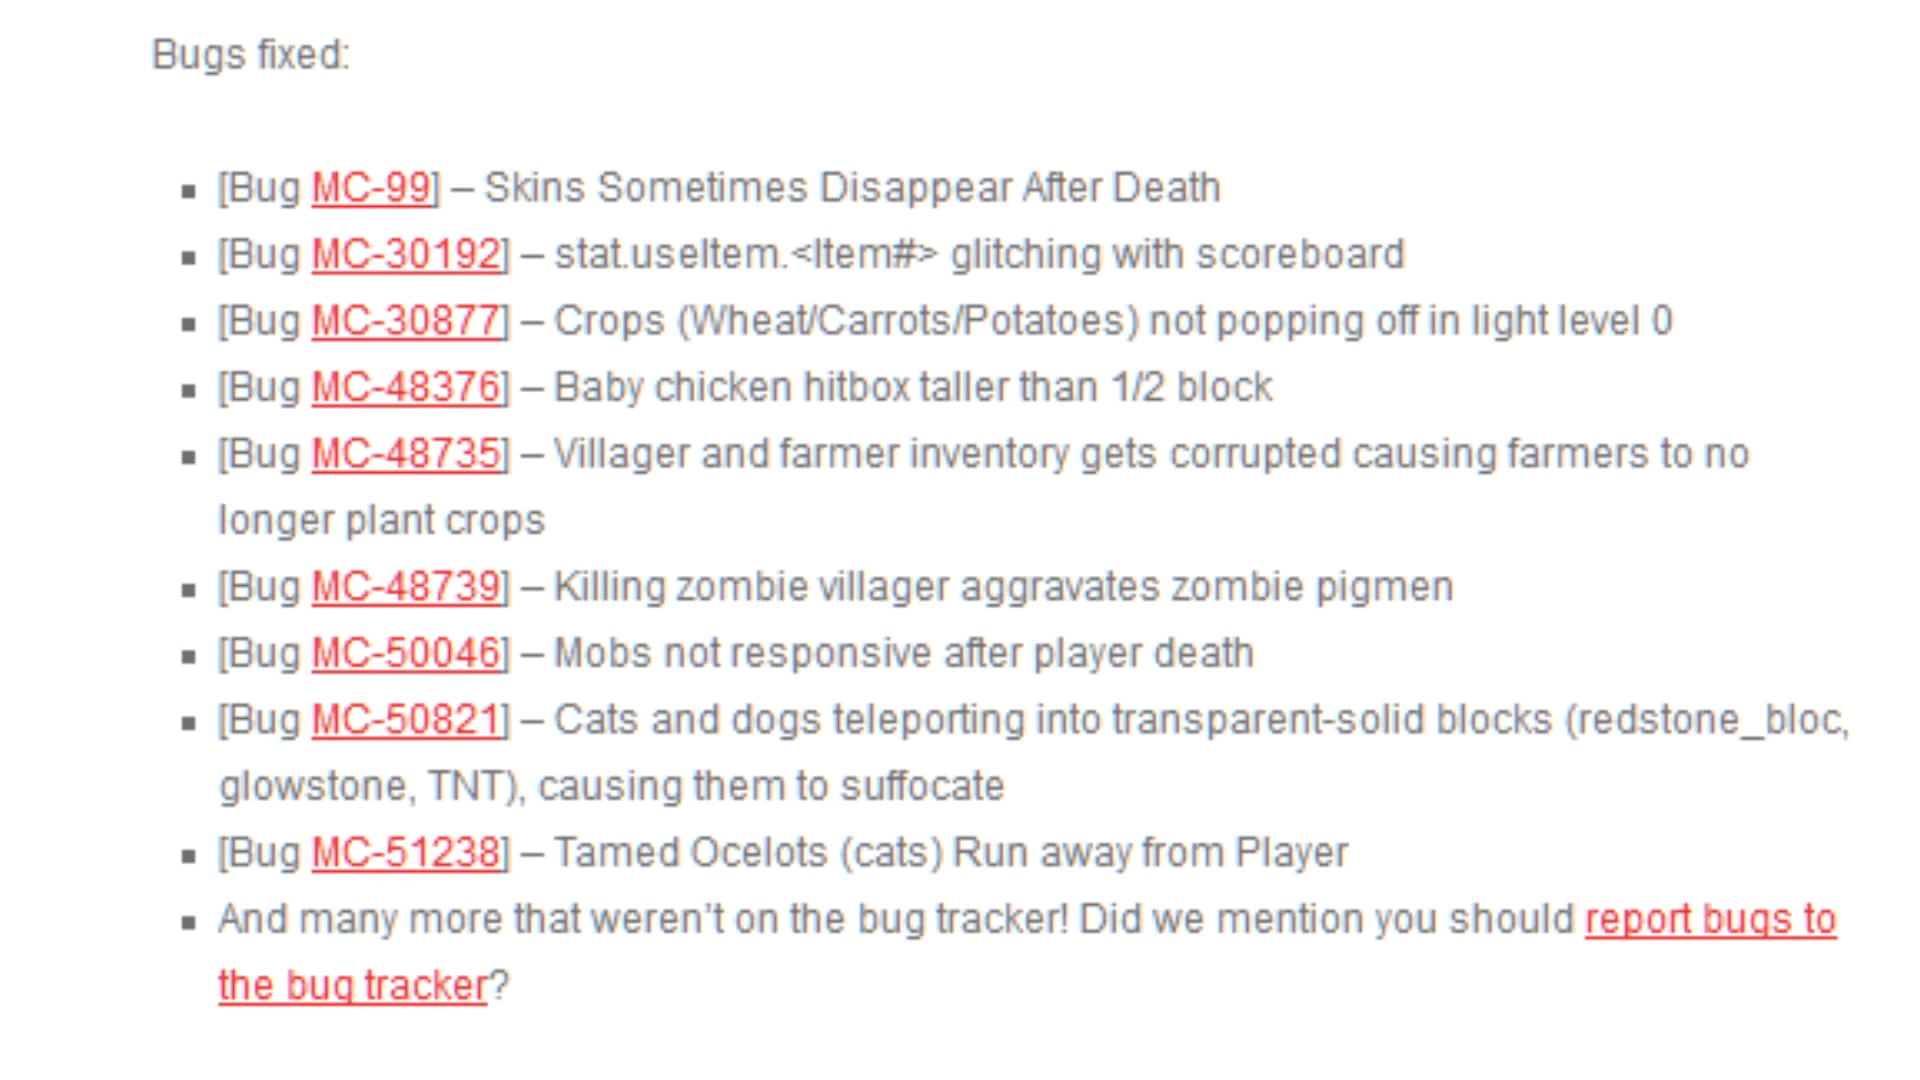 Bugs fixed:
[Bug MC-99] – Skins Sometimes Disappear After Death
[Bug MC-30192] – stat.useItem.<Item#> glitching with scoreboard
[Bug MC-30877] – Crops (Wheat/Carrots/Potatoes) not popping off in light level 0
[Bug MC-48376] – Baby chicken hitbox taller than 1/2 block
[Bug MC-48735] – Villager and farmer inventory gets corrupted causing farmers to no
longer plant crops
[Bug MC-48739] – Killing zombie villager aggravates zombie pigmen
[Bug MC-50046] – Mobs not responsive after player death
[Bug MC-50821] – Cats and dogs teleporting into transparent-solid blocks (redstone_bloc,
glowstone, TNT), causing them to suffocate
[Bug MC-51238] – Tamed Ocelots (cats) Run away from Player
And many more that weren't on the bug tracker! Did we mention you should report bugs to
the bug tracker?